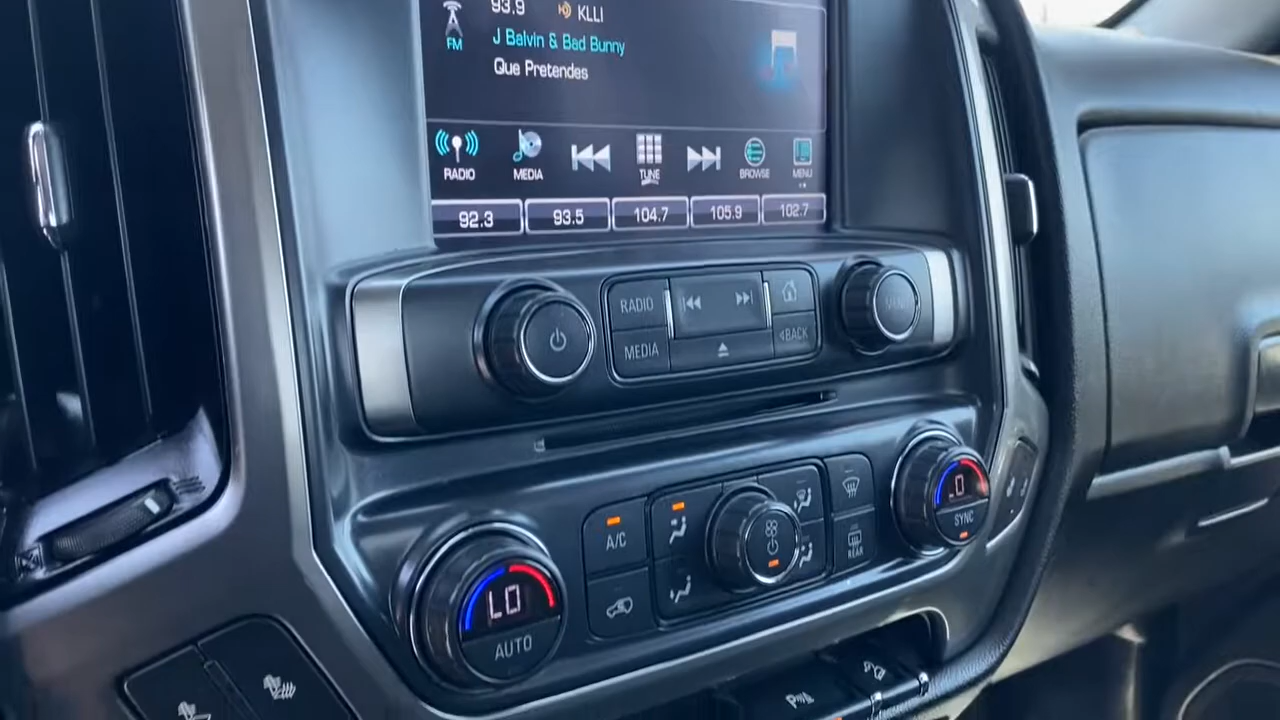 93.9 KLLI
FM
J Balvin & Bad Bunny
Que Pretendes
RADIO MEDIA TUNE BROWSE MENU
92.3 93.5 104.7 105.9 102.7
RADIO
MEDIA
BACK
MENU
A/C
REAR
LO
AUTO
SYNC